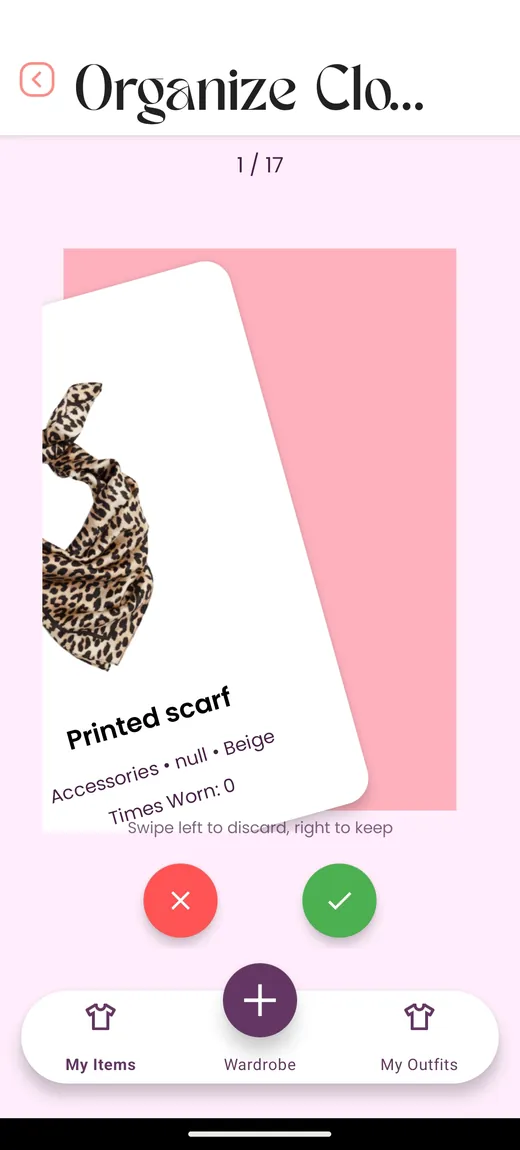 Organize Clo...
1 / 17
Printed scarf
Accessories • null • Beige
Times Worn: 0
Swipe left to discard, right to keep
My Items
Wardrobe
My Outfits